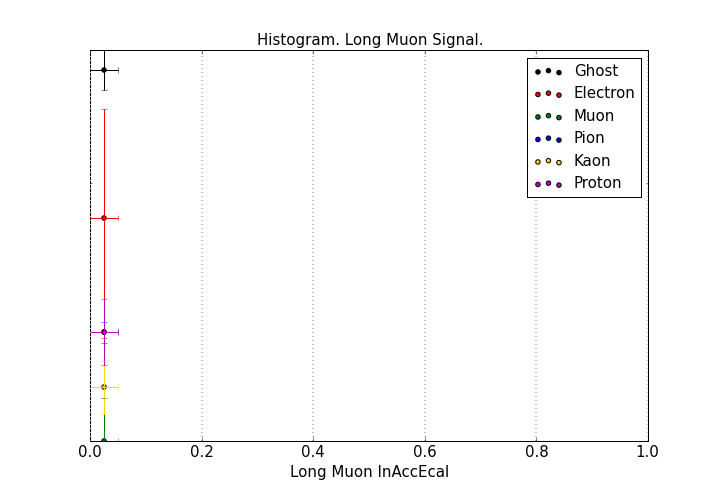 Histogram. Long Muon Signal.
Ghost
Electron
Muon
Pion
Kaon
Proton
0.0 0.2 0.4 0.6 0.8 1.0
Long Muon InAccEcal